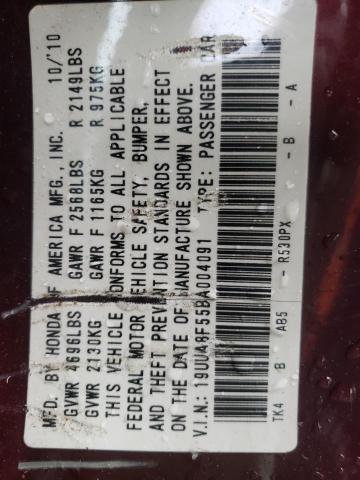 MFD. BY HONDA OF AMERICA MFG., INC. 10/10
GVWR 4696LBS GAWR F 2568LBS R 2149LBS
GVWR 2130KG GAWR F 1165KG R 975KG
THIS VEHICLE CONFORMS TO ALL APPLICABLE
FEDERAL MOTOR VEHICLE SAFETY, BUMPER,
AND THEFT PREVENTION STANDARDS IN EFFECT
ON THE DATE OF MANUFACTURE SHOWN ABOVE.
V.I.N.: 19UUA8F55BA004091 TYPE: PASSENGER CAR
TK4 B AB5 - R530PX - B - A